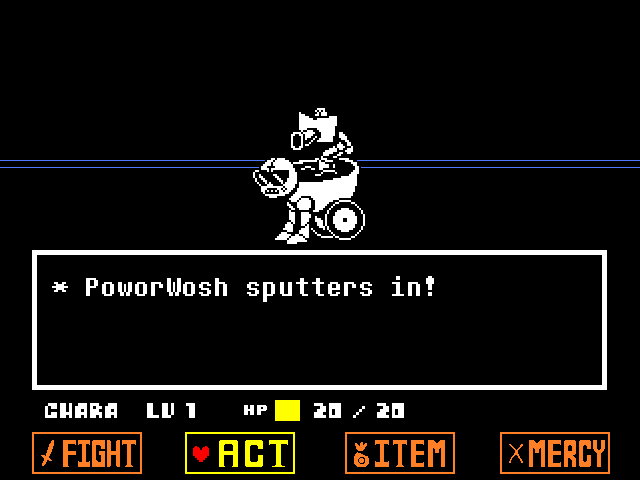 * PoworWosh sputters in!
CHARA LV 1 HP 20 / 20
FIGHT ACT ITEM MERCY